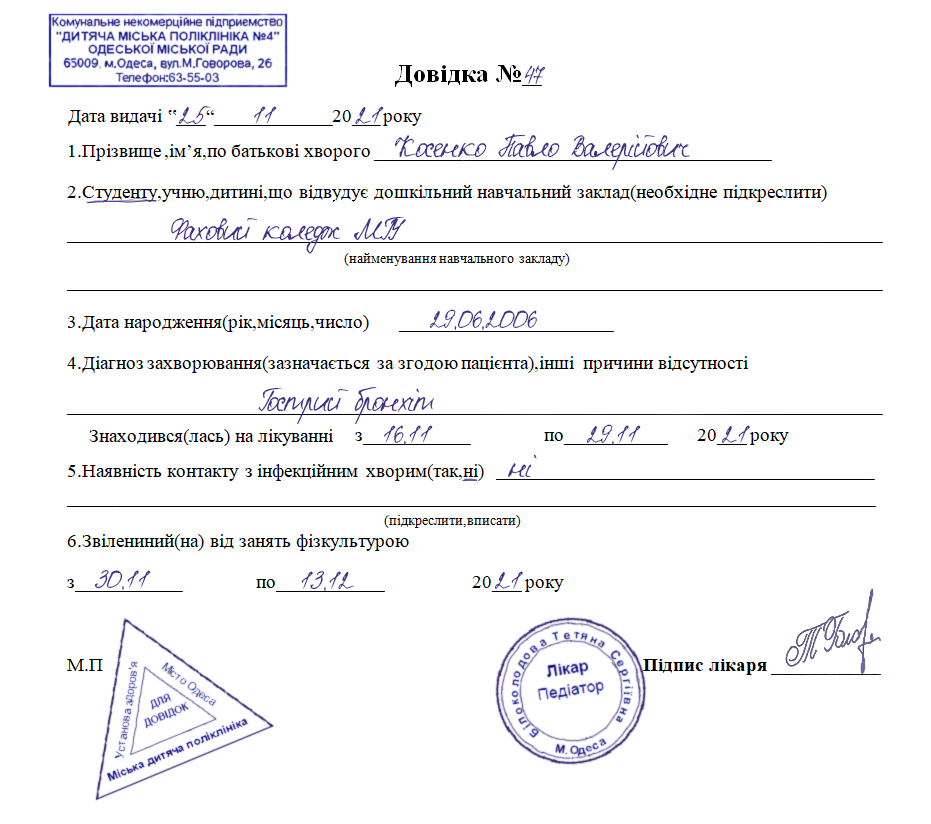 Комунальне некомерційне підприємство
"ДИТЯЧА МІСЬКА ПОЛІКЛІНІКА №4"
ОДЕСЬКОЇ МІСЬКОЇ РАДИ
65009, м.Одеса, вул.М.Говорова, 26
Телефон:63-55-03
Довідка №47
Дата видачі "25" 11 2021 року
1.Прізвище ,ім’я,по батькові хворого Косенко Павло Валерійович
2.Студенту,учню,дитині,що відвудує дошкільний навчальний заклад(необхідне підкреслити)
Фаховий коледж МГУ
(найменування навчального закладу)
3.Дата народження(рік,місяць,число) 29.06.2006
4.Діагноз захворювання(зазначається за згодою пацієнта),інші причини відсутності
Гострий бронхіт
Знаходився(лась) на лікуванні з 16.11 по 29.11 2021 року
5.Наявність контакту з інфекційним хворим(так,ні) ні
(підкреслити,вписати)
6.Звілениний(на) від занять фізкультурою
з 30.11 по 13.12 2021 року
М.П
Установа здоров'я
Місто Одеса
Міська дитяча поліклініка
ДЛЯ
ДОВІДОК
Білоколодова Тетяна Сергіївна
Лікар
Педіатор
М.Одеса
Підпис лікаря